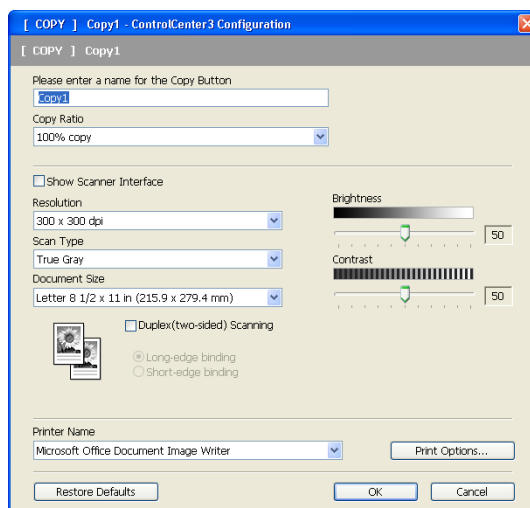 [ COPY ] Copy1 - ControlCenter3 Configuration
[ COPY ] Copy1
Please enter a name for the Copy Button
Copy1
Copy Ratio
100% copy
Show Scanner Interface
Resolution
300 x 300 dpi
Scan Type
True Gray
Document Size
Letter 8 1/2 x 11 in (215.9 x 279.4 mm)
Brightness
50
Contrast
50
Duplex(two-sided) Scanning
Long-edge binding
Short-edge binding
Printer Name
Microsoft Office Document Image Writer
Print Options...
Restore Defaults
OK
Cancel